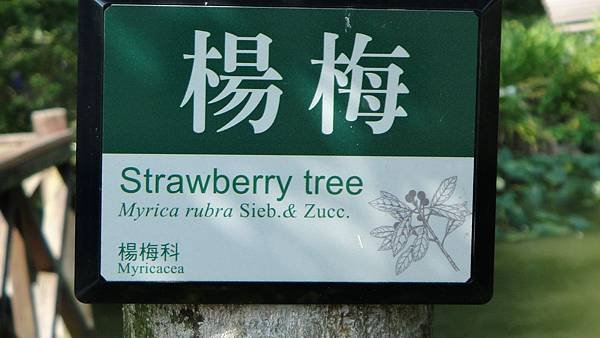 楊梅
Strawberry tree
Myrica rubra Sieb.& Zucc.
楊梅科
Myricacea